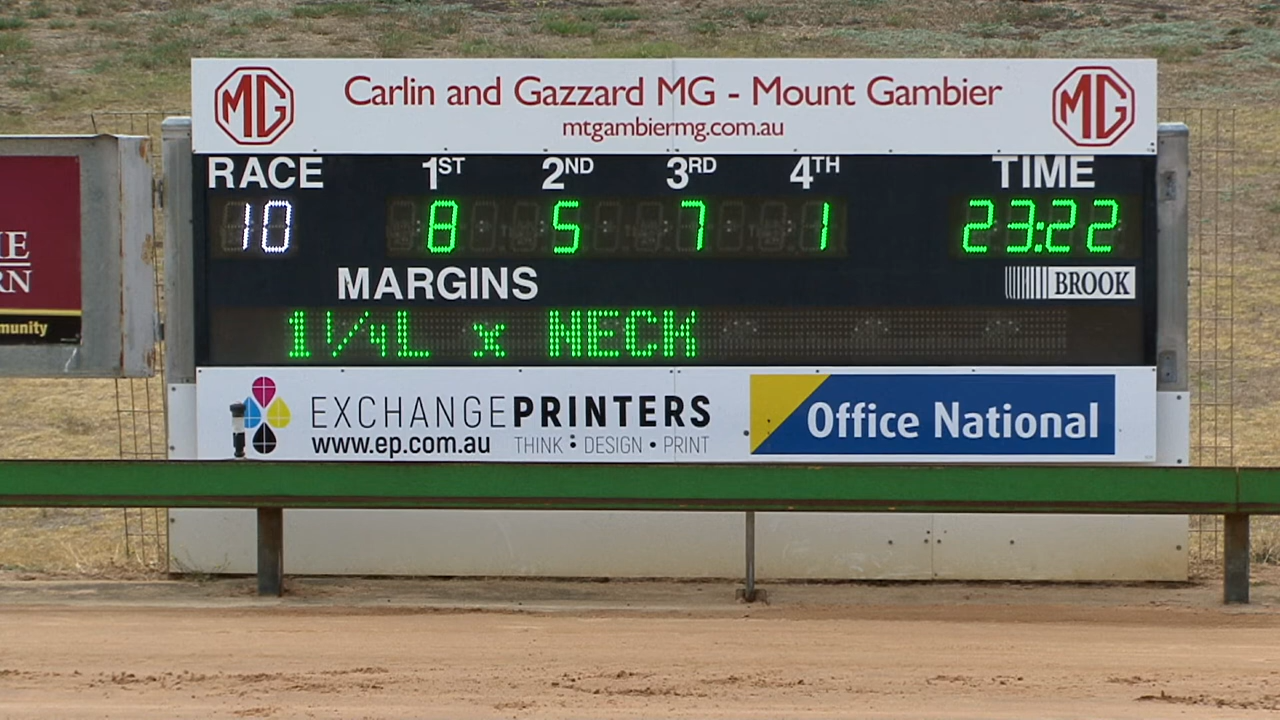 MG Carlin and Gazzard MG - Mount Gambier MG
mtgambiermg.com.au
RACE 1ST 2ND 3RD 4TH TIME
10 8 5 7 1 23:22
MARGINS
BROOK
1¼L x NECK
EXCHANGEPRINTERS
www.ep.com.au THINK • DESIGN • PRINT
Office National
HE
RN
munity